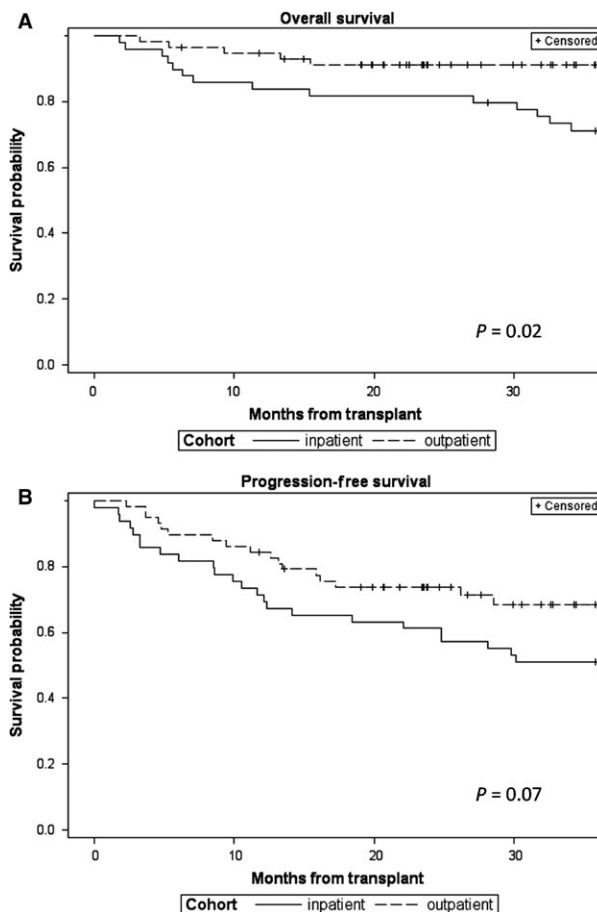 A
Overall survival
+ Censored
Survival probability
0.8
0.6
0.4
0.2
0.0
P = 0.02
0 10 20 30
Months from transplant
Cohort inpatient outpatient
B
Progression-free survival
+ Censored
Survival probability
0.8
0.6
0.4
0.2
0.0
P = 0.07
0 10 20 30
Months from transplant
Cohort inpatient outpatient